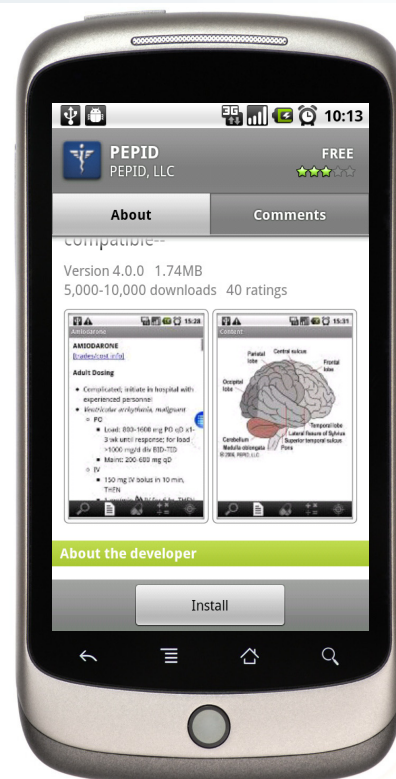 3G 10:13
PEPID FREE
PEPID, LLC
About Comments
compatible--
Version 4.0.0 1.74MB
5,000-10,000 downloads 40 ratings
15:28
Amiodarone
AMIODARONE
[trades/cost info]
Adult Dosing
Complicated; initiate in hospital with
experienced personnel
Ventricular arrhythmia, malignant
PO
Load: 800-1600 mg PO qD x1-
3 wk until response; for load
>1000 mg/d div BID-TID
Maint: 200-600 mg qD
IV
150 mg IV bolus in 10 min,
THEN
15:31
Content
Parietal lobe
Central sulcus
Frontal lobe
Occipital lobe
Temporal lobe
Lateral fissure of Sylvius
Superior temporal sulcus
Cerebellum
Medulla oblongata
Pons
PEPID, LLC
About the developer
Install